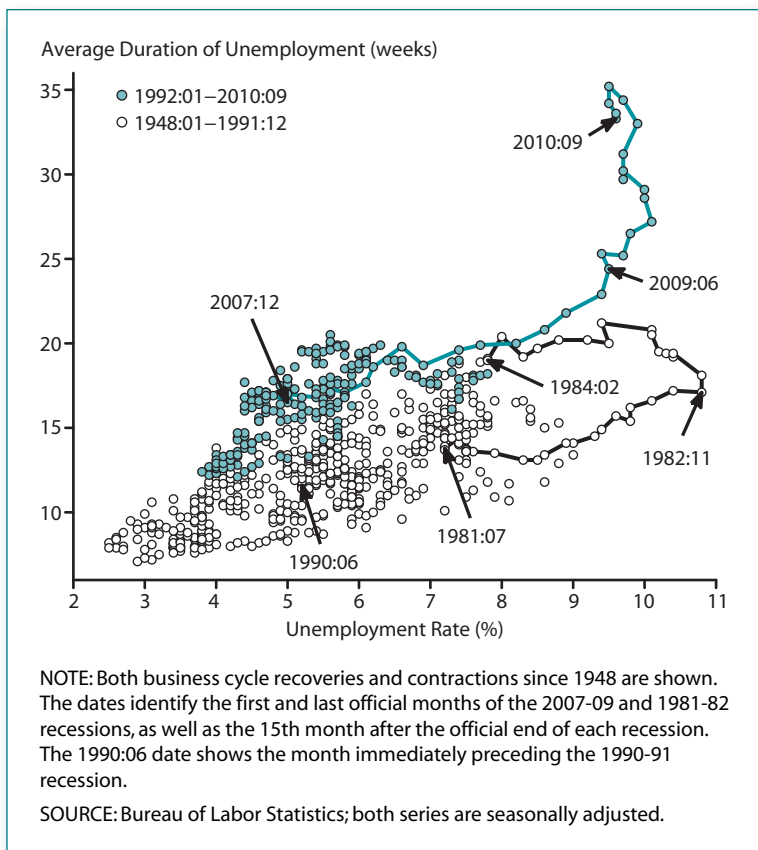 Average Duration of Unemployment (weeks)
35
30
25
20
15
10
1992:01–2010:09
1948:01–1991:12
2010:09
2009:06
2007:12
1984:02
1982:11
1981:07
1990:06
2 3 4 5 6 7 8 9 10 11
Unemployment Rate (%)
NOTE: Both business cycle recoveries and contractions since 1948 are shown.
The dates identify the first and last official months of the 2007-09 and 1981-82
recessions, as well as the 15th month after the official end of each recession.
The 1990:06 date shows the month immediately preceding the 1990-91
recession.
SOURCE: Bureau of Labor Statistics; both series are seasonally adjusted.